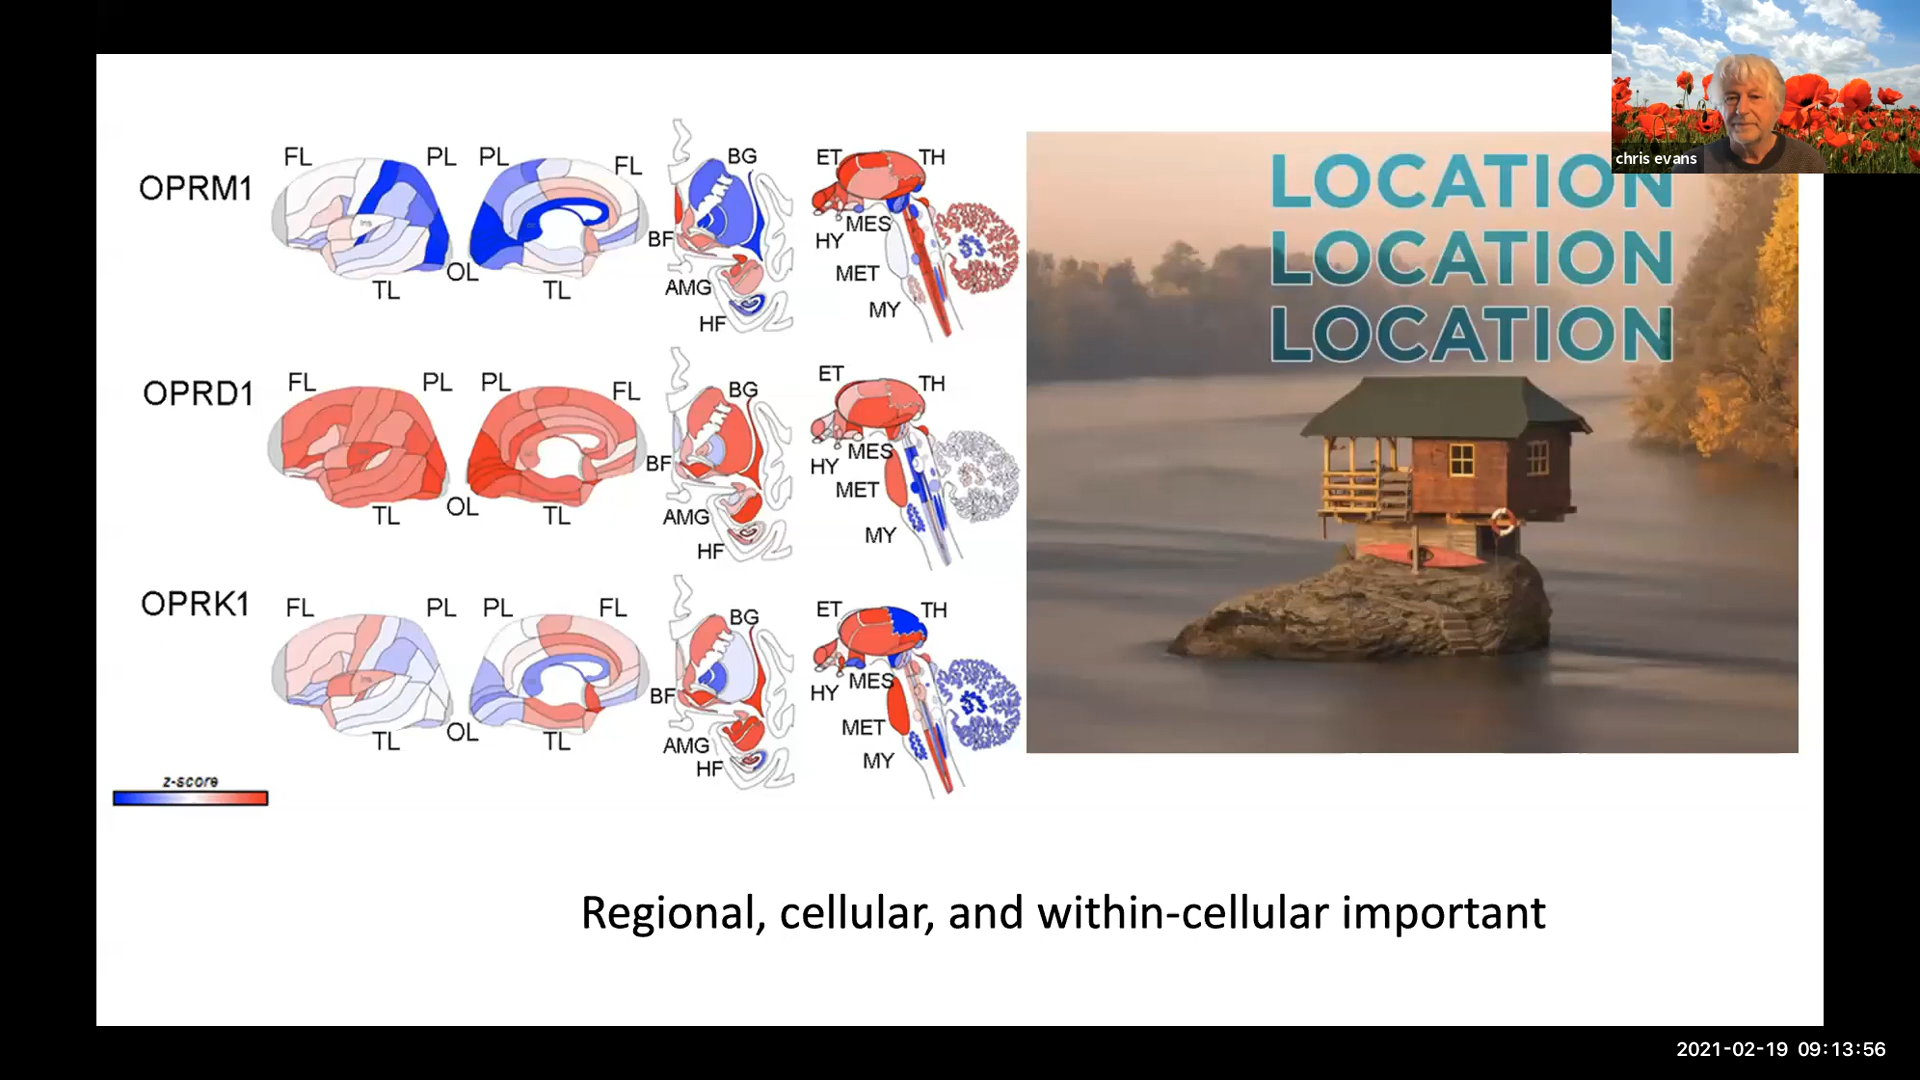 OPRM1
FL
PL
PL
FL
OL
TL
TL
BG
BF
AMG
HF
ET
TH
MES
HY
MET
MY
OPRD1
FL
PL
PL
FL
OL
TL
TL
BG
BF
AMG
HF
ET
TH
MES
HY
MET
MY
OPRK1
FL
PL
PL
FL
OL
TL
TL
BG
BF
AMG
HF
ET
TH
MES
HY
MET
MY
z-score
LOCATION
LOCATION
LOCATION
chris evans
Regional, cellular, and within-cellular important
2021-02-19 09:13:56